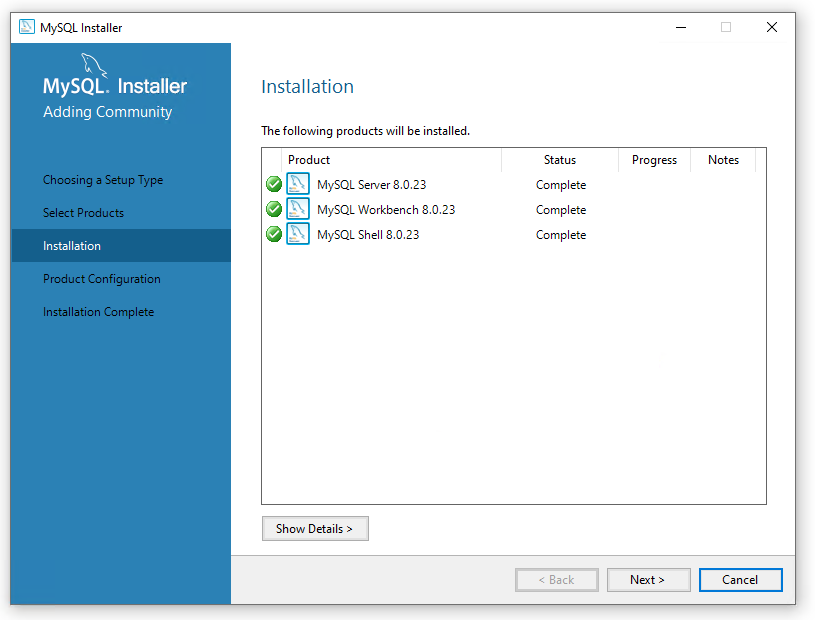 MySQL Installer
MySQL. Installer
Adding Community
Choosing a Setup Type
Select Products
Installation
Product Configuration
Installation Complete
Installation
The following products will be installed.
Product Status Progress Notes
MySQL Server 8.0.23 Complete
MySQL Workbench 8.0.23 Complete
MySQL Shell 8.0.23 Complete
Show Details >
< Back Next > Cancel